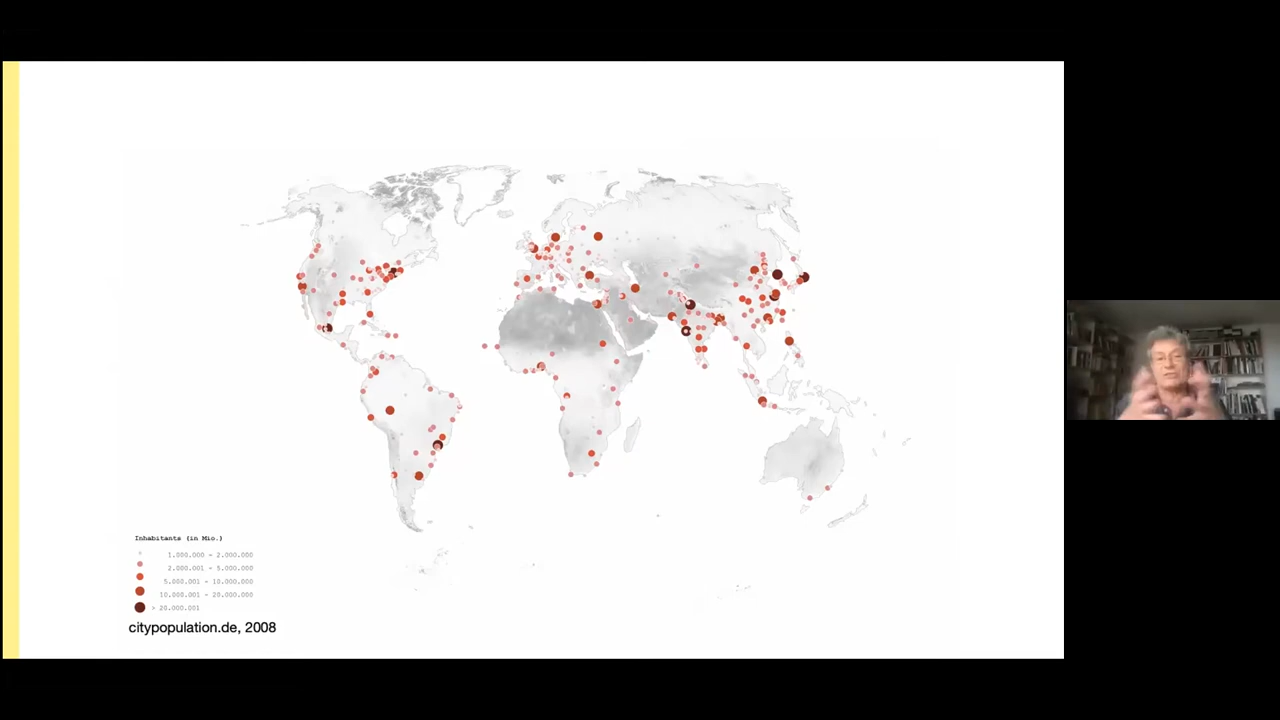 Inhabitants (in Mio.)
1.000.000 - 2.000.000
2.000.001 - 5.000.000
5.000.001 - 10.000.000
10.000.001 - 20.000.000
> 20.000.001
citypopulation.de, 2008